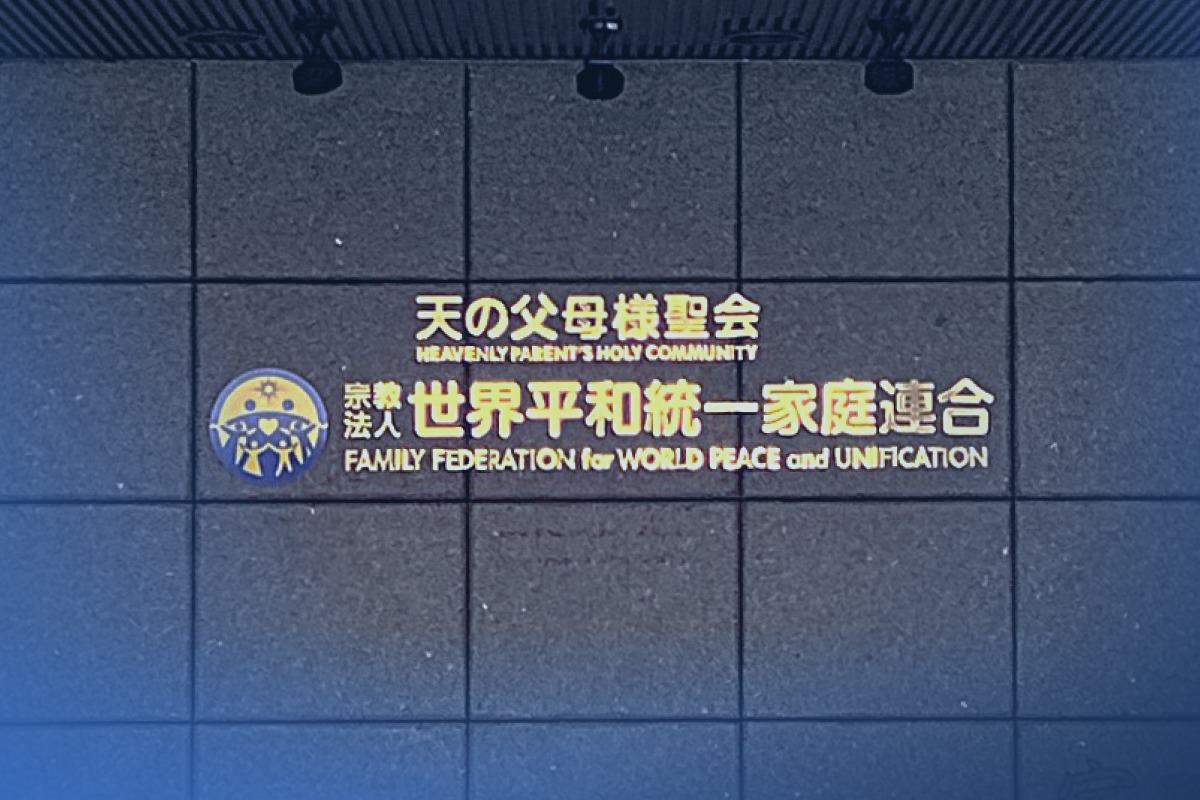 天の父母様聖会
HEAVENLY PARENT'S HOLY COMMUNITY
宗教法人 世界平和統一家庭連合
FAMILY FEDERATION for WORLD PEACE and UNIFICATION